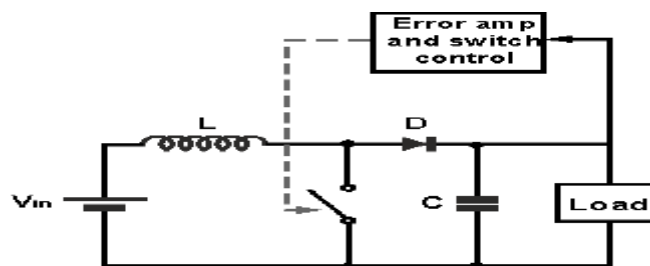 Error amp
and switch
control
L
D
Vin
C
Load